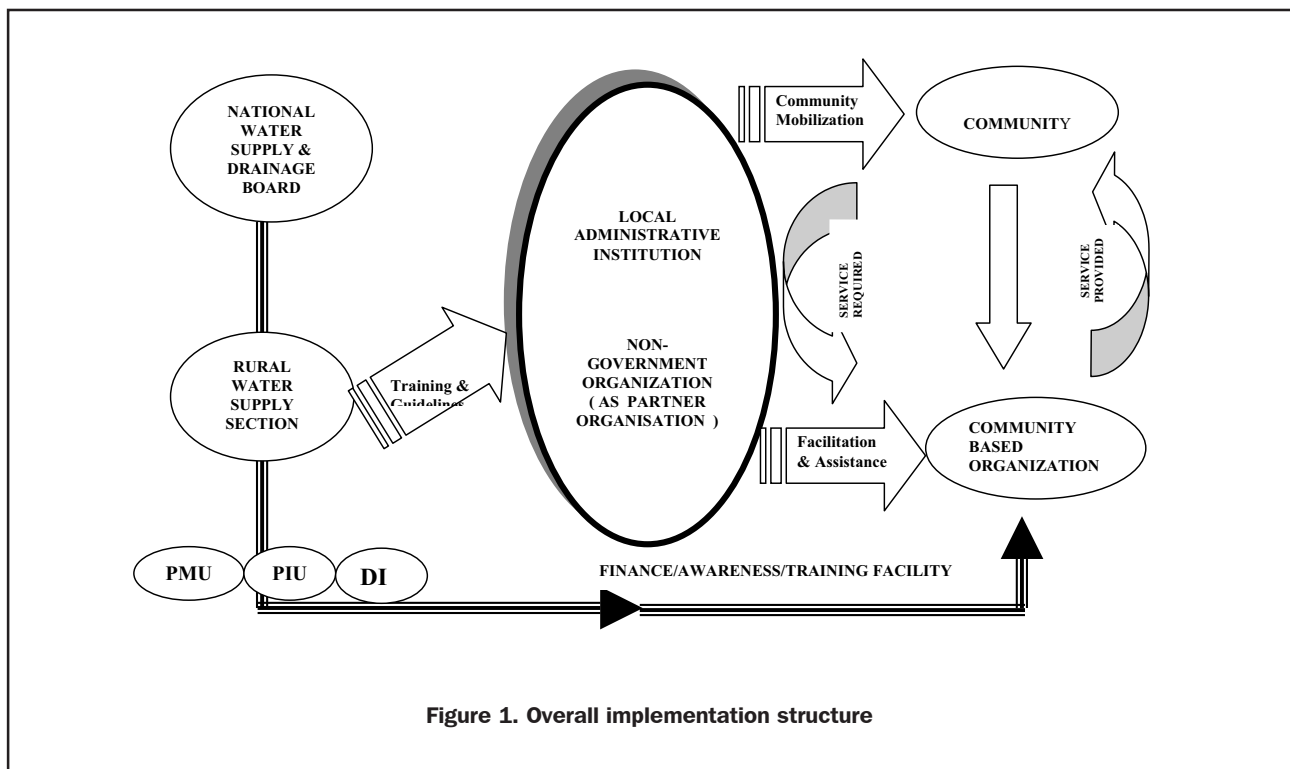 NATIONAL
WATER
SUPPLY &
DRAINAGE
BOARD
RURAL
WATER
SUPPLY
SECTION
PMU
PIU
DI
Training &
Guidelines
LOCAL
ADMINISTRATIVE
INSTITUTION
NON-
GOVERNMENT
ORGANIZATION
( AS PARTNER
ORGANISATION )
Community
Mobilization
COMMUNITY
SERVICE
REQUIRED
SERVICE
PROVIDED
Facilitation
& Assistance
COMMUNITY
BASED
ORGANIZATION
FINANCE/AWARENESS/TRAINING FACILITY
Figure 1. Overall implementation structure